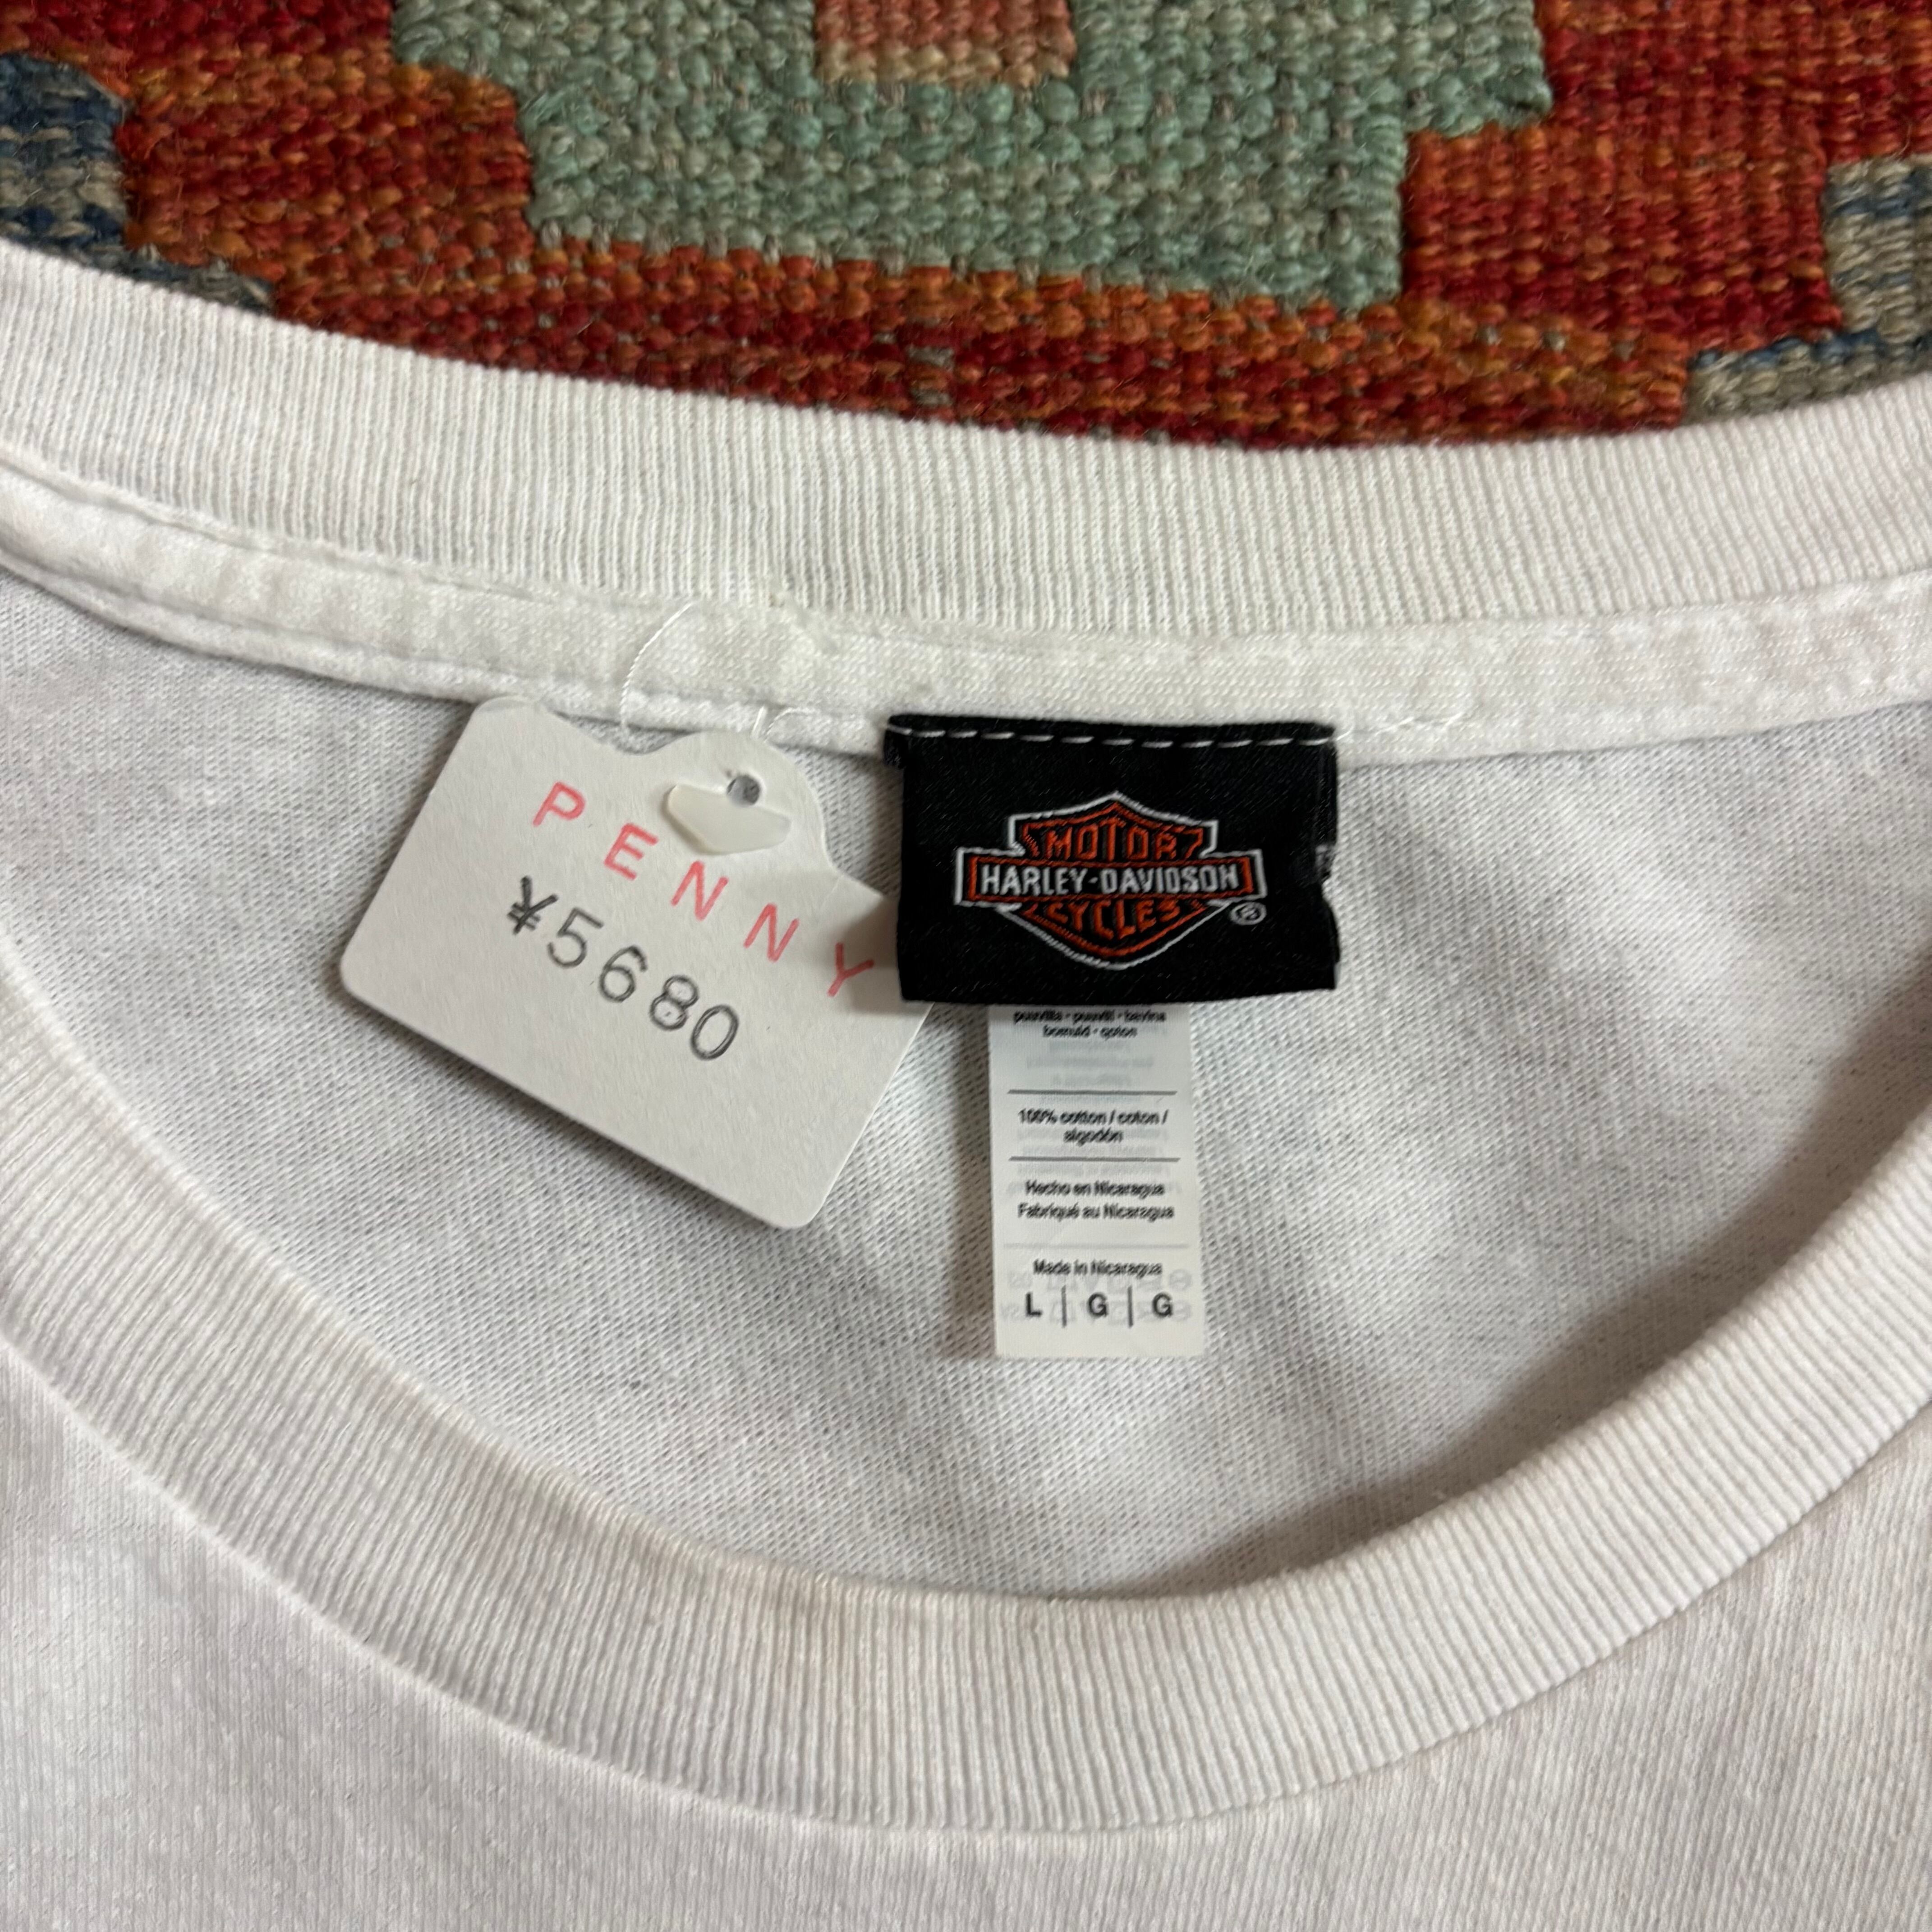 PENNY
¥5680
MOTOR
HARLEY-DAVIDSON
CYCLES
®
100% cotton / coton /
algodón
Hecho en Nicaragua
Fabriqué au Nicaragua
Made in Nicaragua
L | G | G